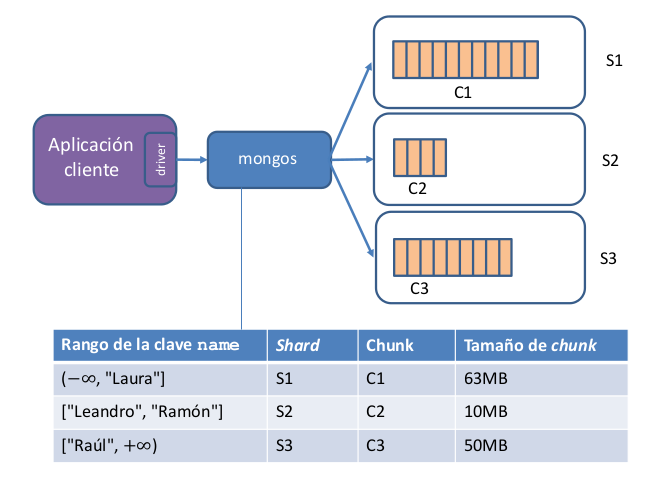 S1
C1
Aplicación
cliente
driver
mongos
S2
C2
S3
C3
Rango de la clave name Shard Chunk Tamaño de chunk
(−∞, "Laura"] S1 C1 63MB
["Leandro", "Ramón"] S2 C2 10MB
["Raúl", +∞) S3 C3 50MB